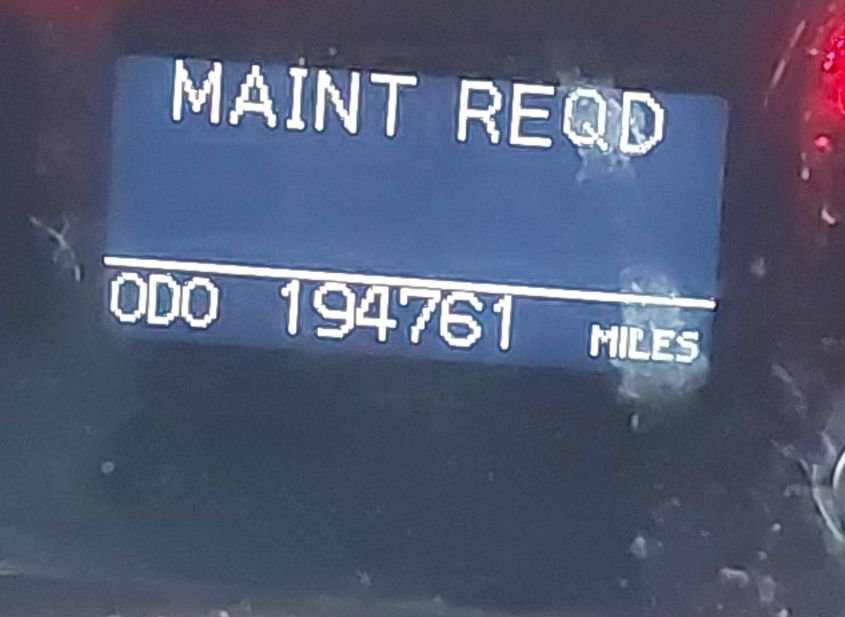 MAINT REQD
ODO 194761 MILES